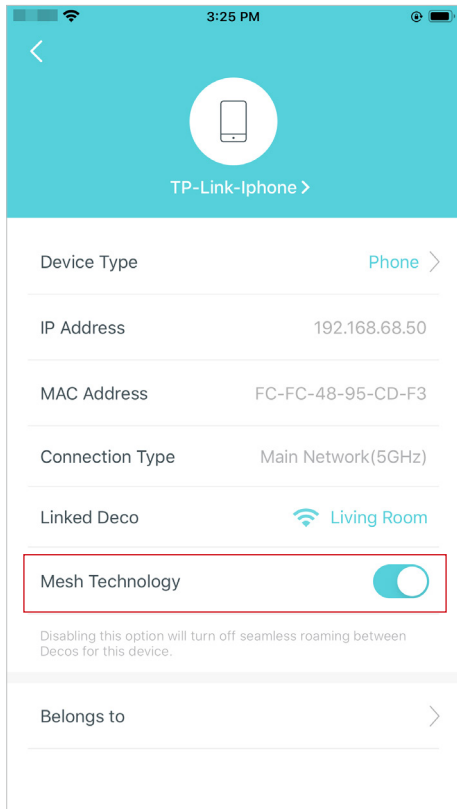 3:25 PM
TP-Link-Iphone
Device Type Phone
IP Address 192.168.68.50
MAC Address FC-FC-48-95-CD-F3
Connection Type Main Network(5GHz)
Linked Deco Living Room
Mesh Technology
Disabling this option will turn off seamless roaming between
Decos for this device.
Belongs to